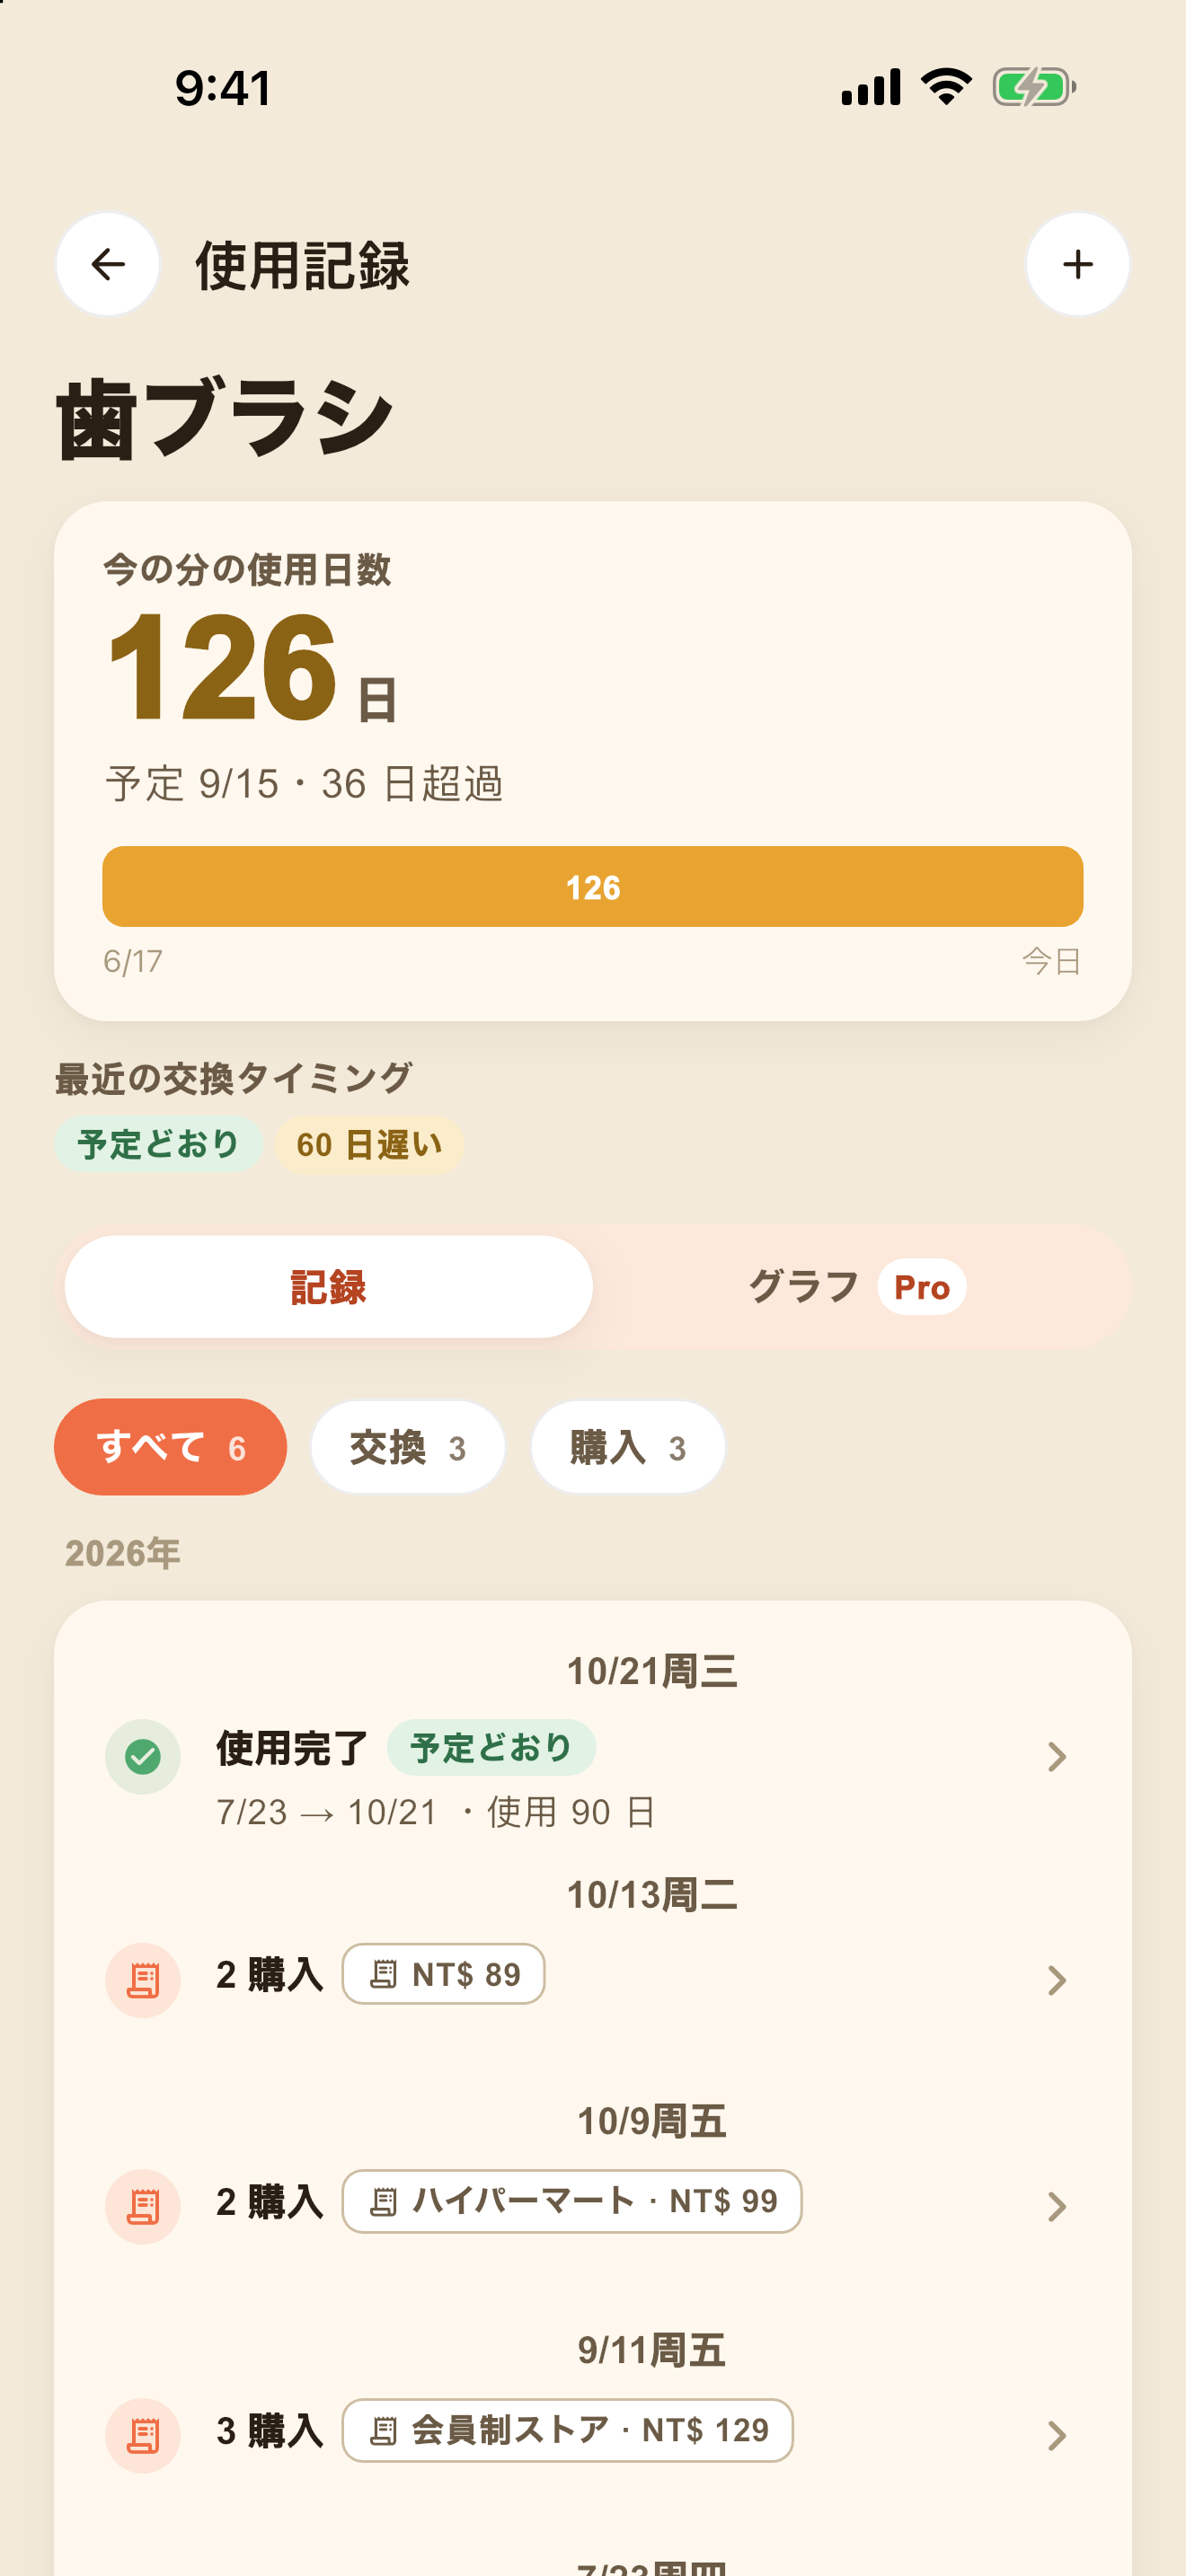 9:41
使用記録
歯ブラシ
今の分の使用日数
126 日
予定 9/15・36 日超過
126
6/17 今日
最近の交換タイミング
予定どおり 60 日遅い
記録 グラフ Pro
すべて 6 交換 3 購入 3
2026年
10/21周三
使用完了 予定どおり
7/23 → 10/21 ・使用 90 日
10/13周二
2 購入 NT$ 89
10/9周五
2 購入 ハイパーマート · NT$ 99
9/11周五
3 購入 会員制ストア · NT$ 129
7/23周四